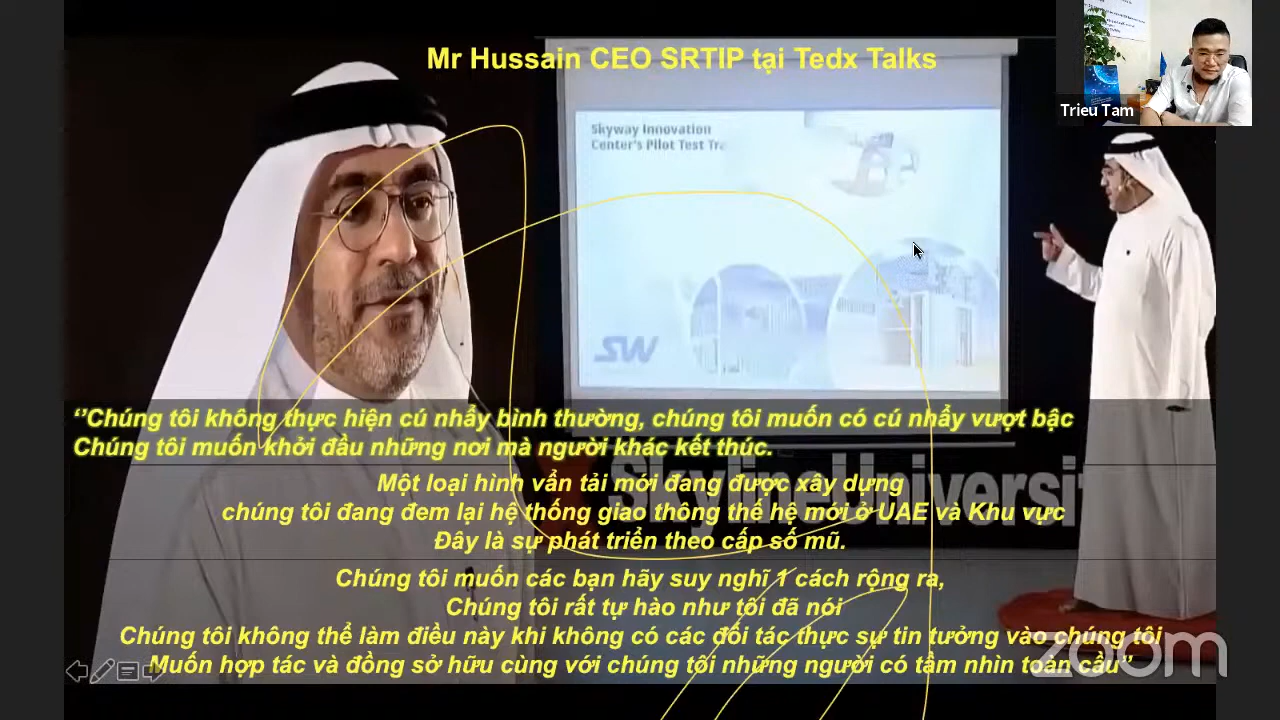 Mr Hussain CEO SRTIP tại Tedx Talks
Trieu Tam
Skyway Innovation
Center's Pilot Test Tra
SW
‘’Chúng tôi không thực hiện cú nhẩy bình thường, chúng tôi muốn có cú nhẩy vượt bậc
Chúng tôi muốn khởi đầu những nơi mà người khác kết thúc.
SkylineUniversi
Một loại hình vẩn tải mới đang được xây dựng
chúng tôi đang đem lại hệ thống giao thông thế hệ mới ở UAE và Khu vực
Đây là sự phát triển theo cấp số mũ.
Chúng tôi muốn các bạn hãy suy nghĩ 1 cách rộng ra,
Chúng tôi rất tự hào như tôi đã nói
Chúng tôi không thể làm điều này khi không có các đối tác thực sự tin tưởng vào chúng tôi
Muốn hợp tác và đồng sở hữu cùng với chúng tôi những người có tầm nhìn toàn cầu’’
zoom